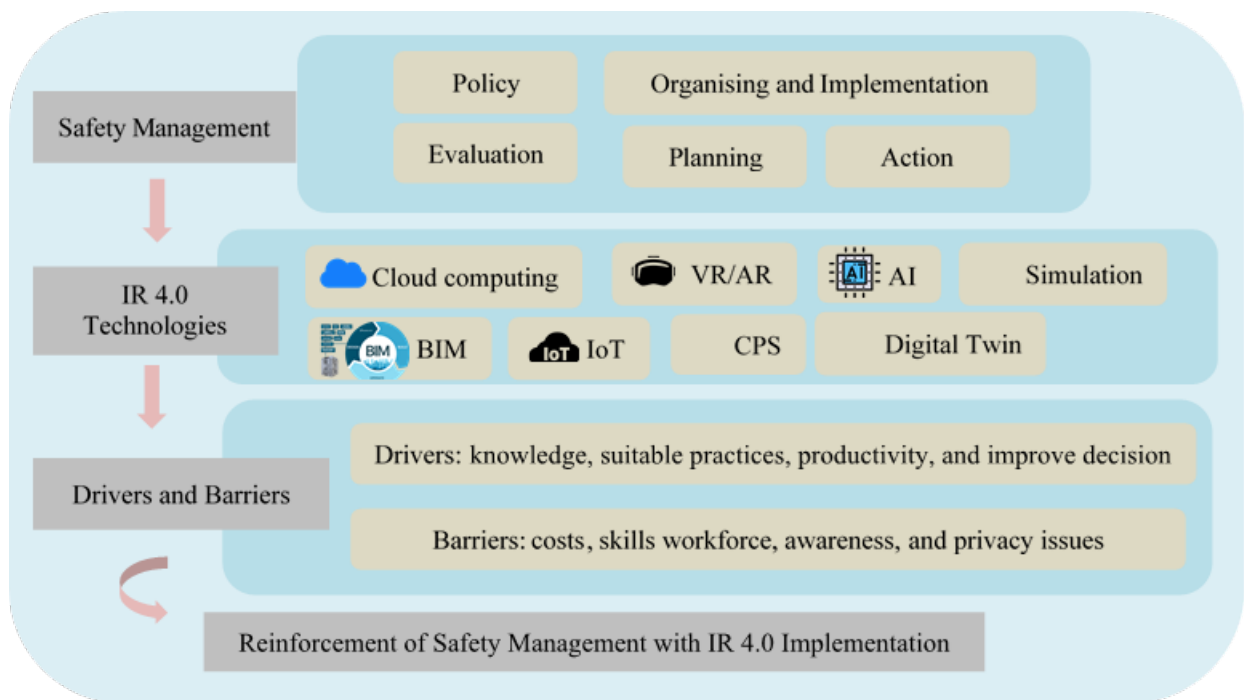 Policy
Organising and Implementation
Safety Management
Evaluation
Planning
Action
Cloud computing
VR/AR
AI
AI
Simulation
IR 4.0
Technologies
BIM
BIM
IoT
IoT
CPS
Digital Twin
Drivers: knowledge, suitable practices, productivity, and improve decision
Drivers and Barriers
Barriers: costs, skills workforce, awareness, and privacy issues
Reinforcement of Safety Management with IR 4.0 Implementation